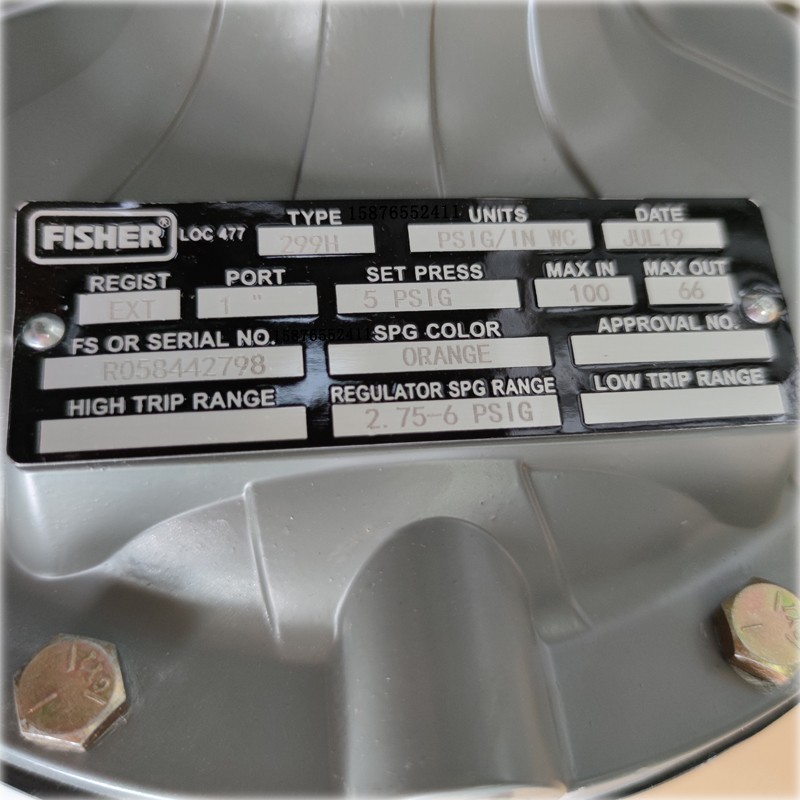 FISHER® LOC 477 TYPE 15876552411 UNITS DATE
299H PSIG/IN WC JUL19
REGIST PORT SET PRESS MAX IN MAX OUT
EXT 1 " 5 PSIG 100 66
FS OR SERIAL NO. 15876552411 SPG COLOR APPROVAL NO.
R058442798 ORANGE
HIGH TRIP RANGE REGULATOR SPG RANGE LOW TRIP RANGE
2.75-6 PSIG